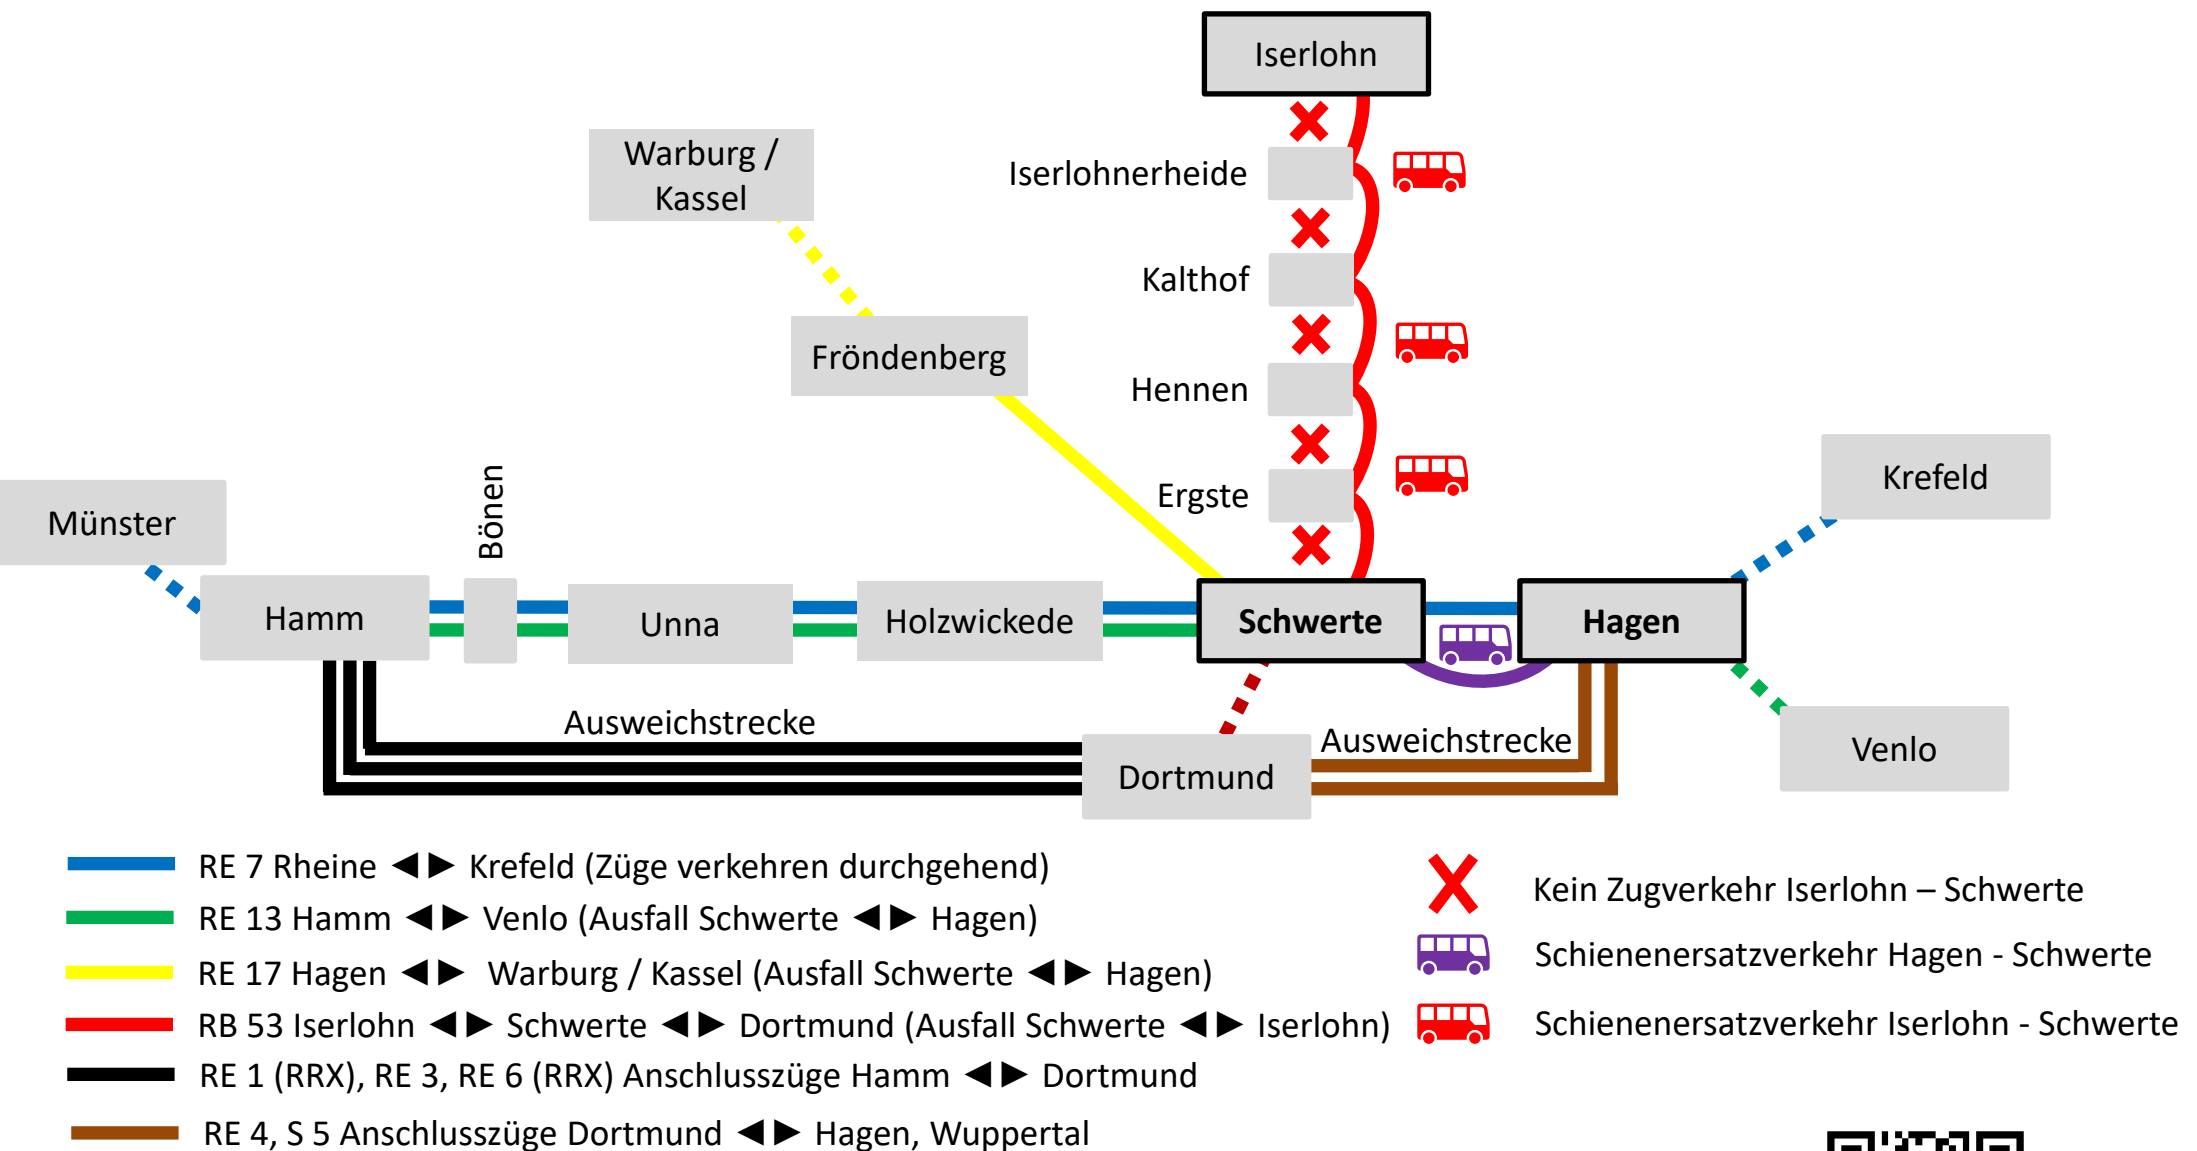 Iserlohn
Warburg /
Kassel
Iserlohnerheide
Kalthof
Fröndenberg
Hennen
Ergste
Krefeld
Münster
Bönen
Hamm
Unna
Holzwickede
Schwerte
Hagen
Ausweichstrecke
Ausweichstrecke
Dortmund
Venlo
RE 7 Rheine ◄► Krefeld (Züge verkehren durchgehend)
RE 13 Hamm ◄► Venlo (Ausfall Schwerte ◄► Hagen)
RE 17 Hagen ◄► Warburg / Kassel (Ausfall Schwerte ◄► Hagen)
RB 53 Iserlohn ◄► Schwerte ◄► Dortmund (Ausfall Schwerte ◄► Iserlohn)
RE 1 (RRX), RE 3, RE 6 (RRX) Anschlusszüge Hamm ◄► Dortmund
RE 4, S 5 Anschlusszüge Dortmund ◄► Hagen, Wuppertal
Kein Zugverkehr Iserlohn – Schwerte
Schienenersatzverkehr Hagen - Schwerte
Schienenersatzverkehr Iserlohn - Schwerte